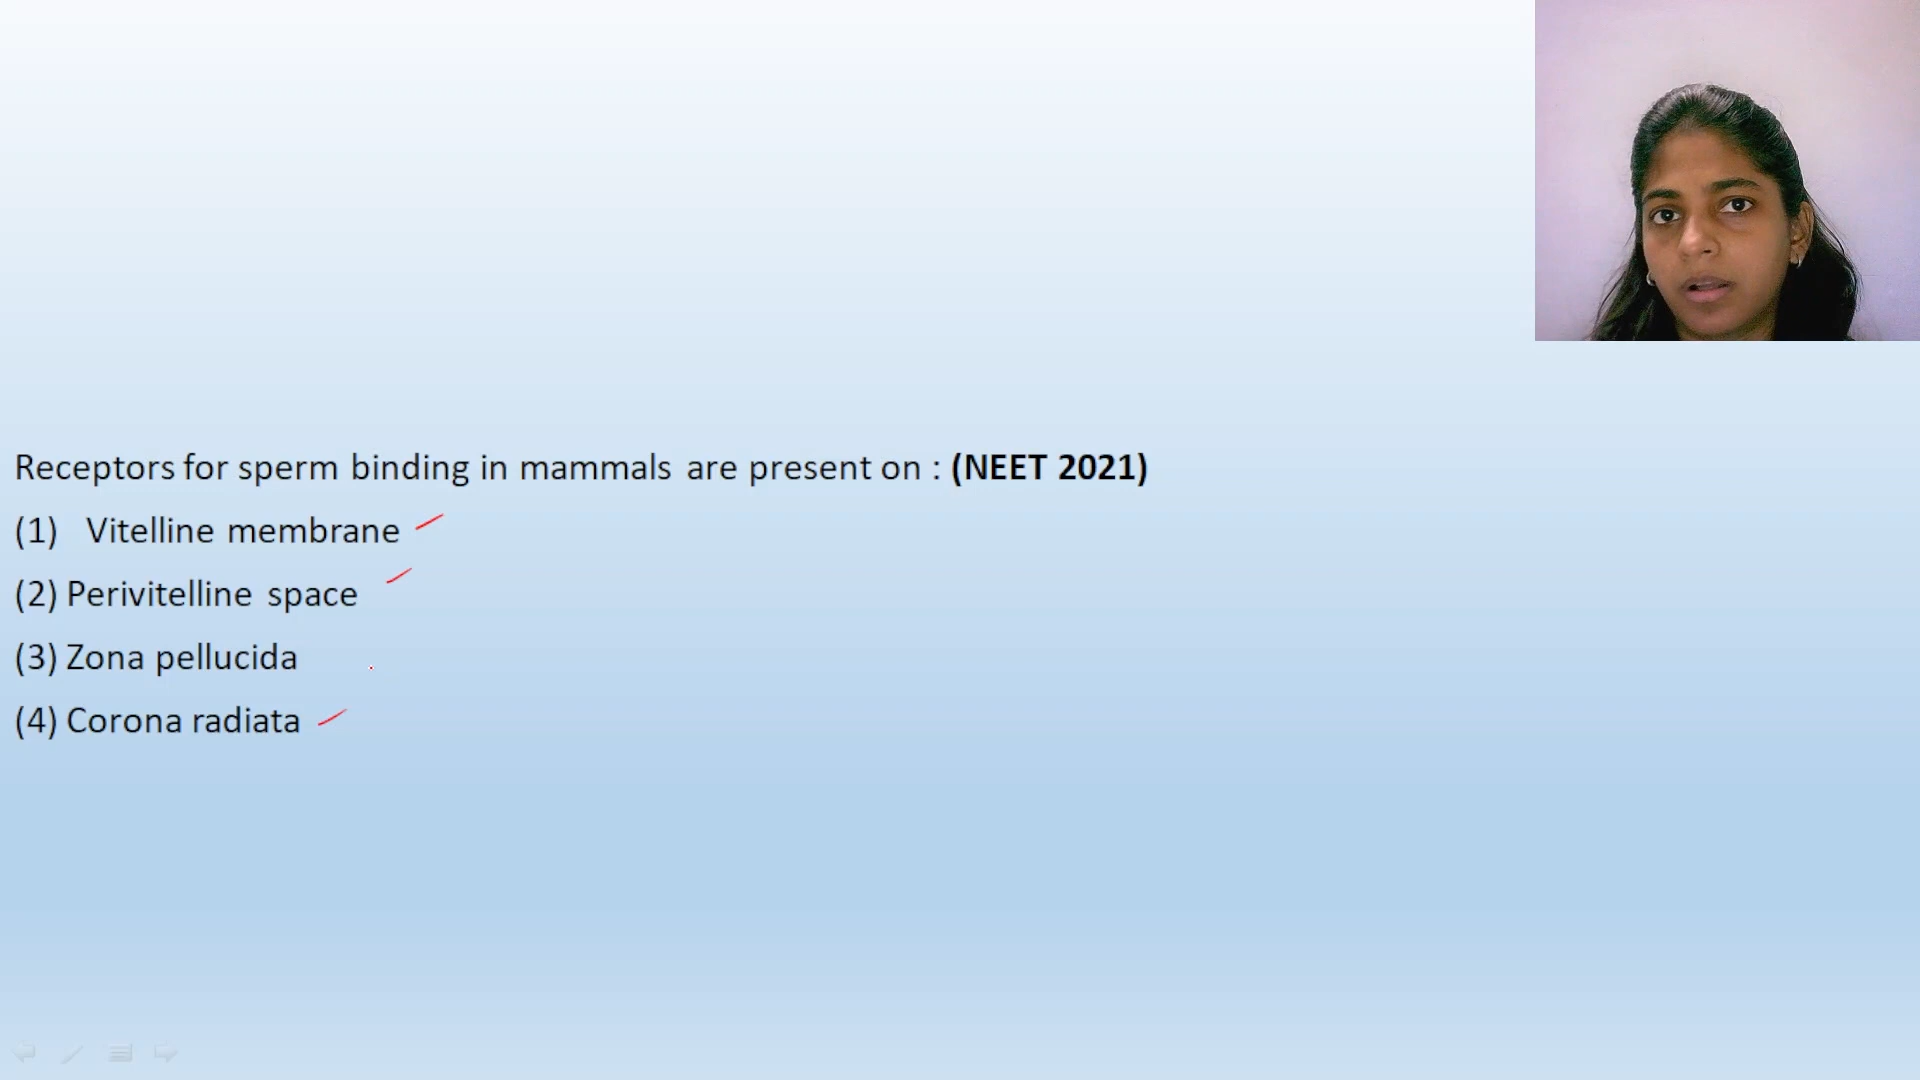 Receptors for sperm binding in mammals are present on : (NEET 2021)
(1) Vitelline membrane
(2) Perivitelline space
(3) Zona pellucida
(4) Corona radiata